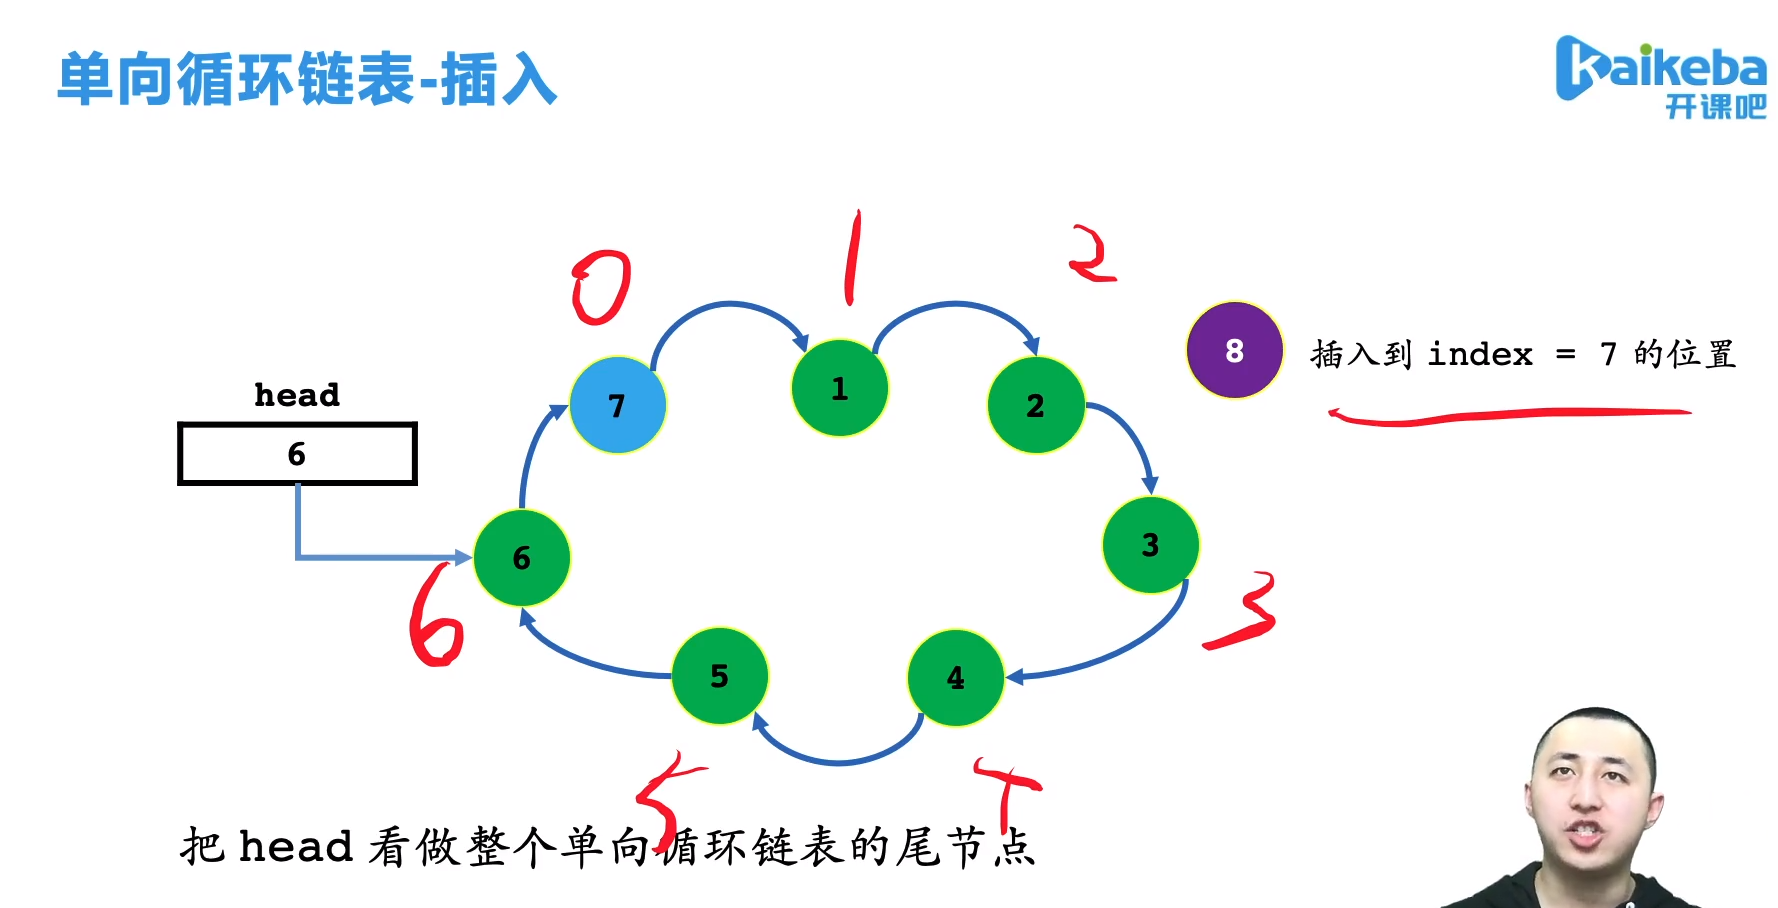 单向循环链表-插入
kaikeba
开课吧
0
1
2
8
插入到 index = 7 的位置
head
6
7
1
2
6
3
6
3
5
4
5
把 head 看做整个单向循环链表的尾节点